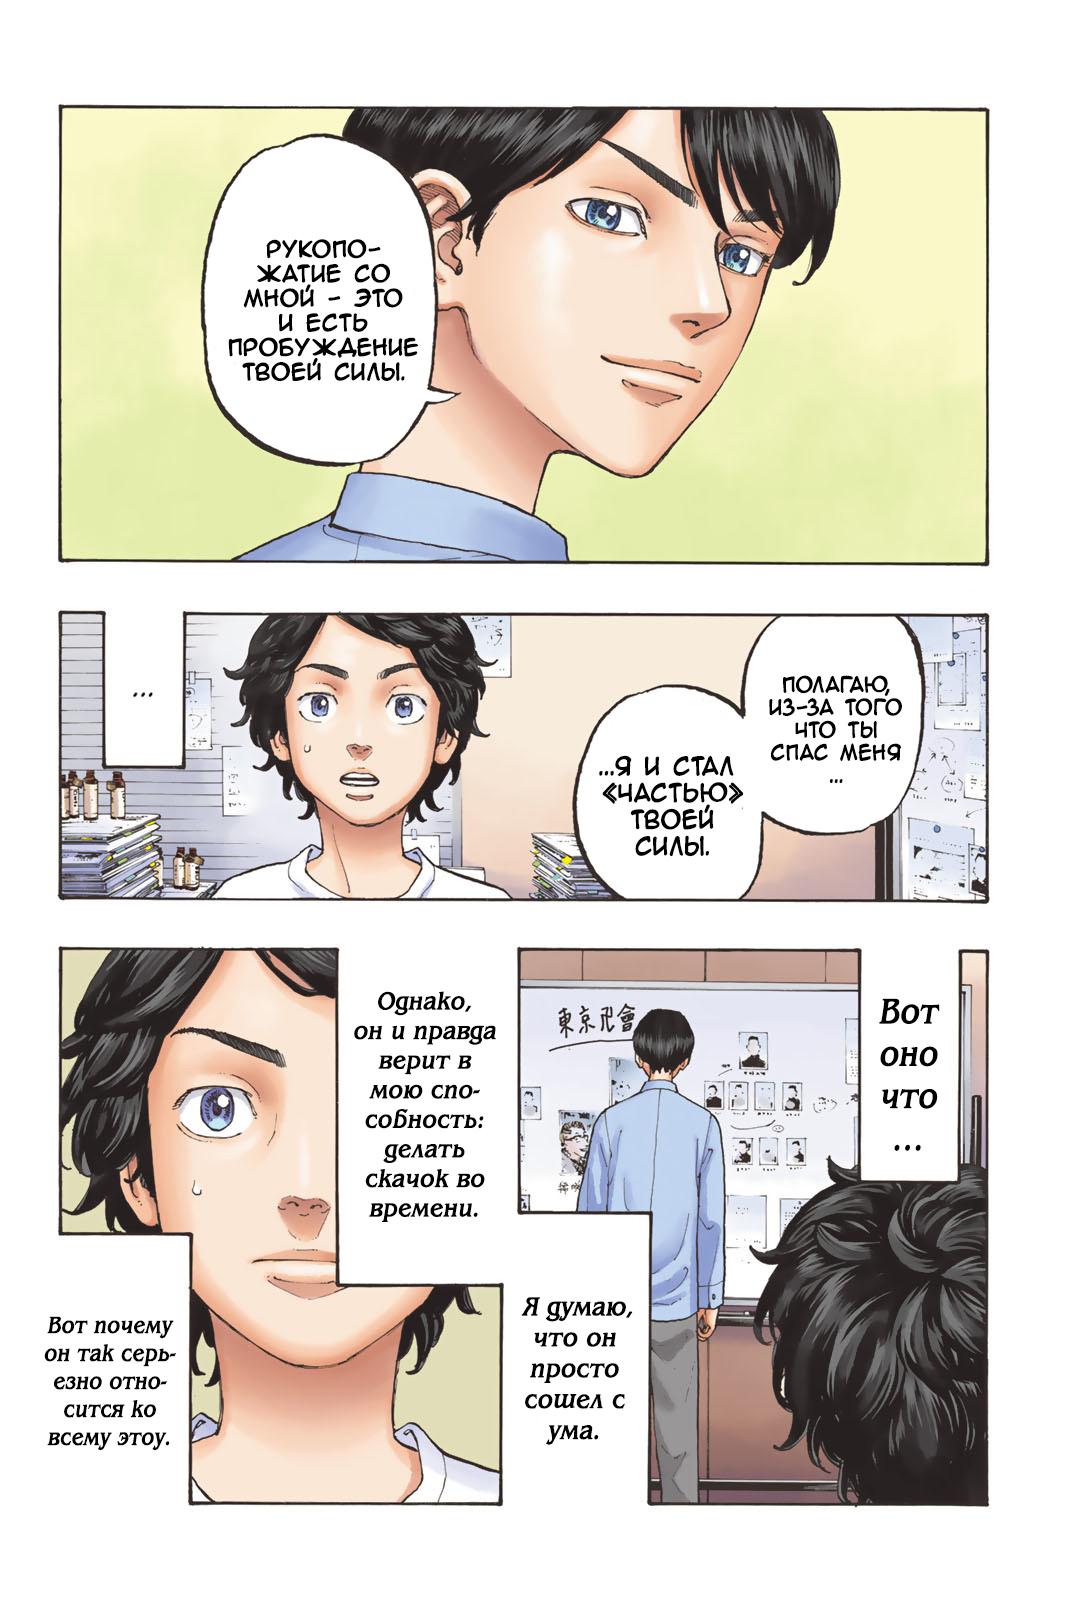 РУКОПО-
ЖАТИЕ СО
МНОЙ - ЭТО
И ЕСТЬ
ПРОБУЖДЕНИЕ
ТВОЕЙ СИЛЫ.
ПОЛАГАЮ,
ИЗ-ЗА ТОГО
ЧТО ТЫ
СПАС МЕНЯ
...
...Я И СТАЛ
《ЧАСТЬЮ》
ТВОЕЙ
СИЛЫ.
...
Вот
оно
что
...
東京卍會
Я думаю,
что он
просто
сошел с
ума.
Однако,
он и правда
верит в
мою спо-
собность:
делать
скачок во
времени.
Вот почему
он так серь-
езно отно-
сится ко
всему этоу.